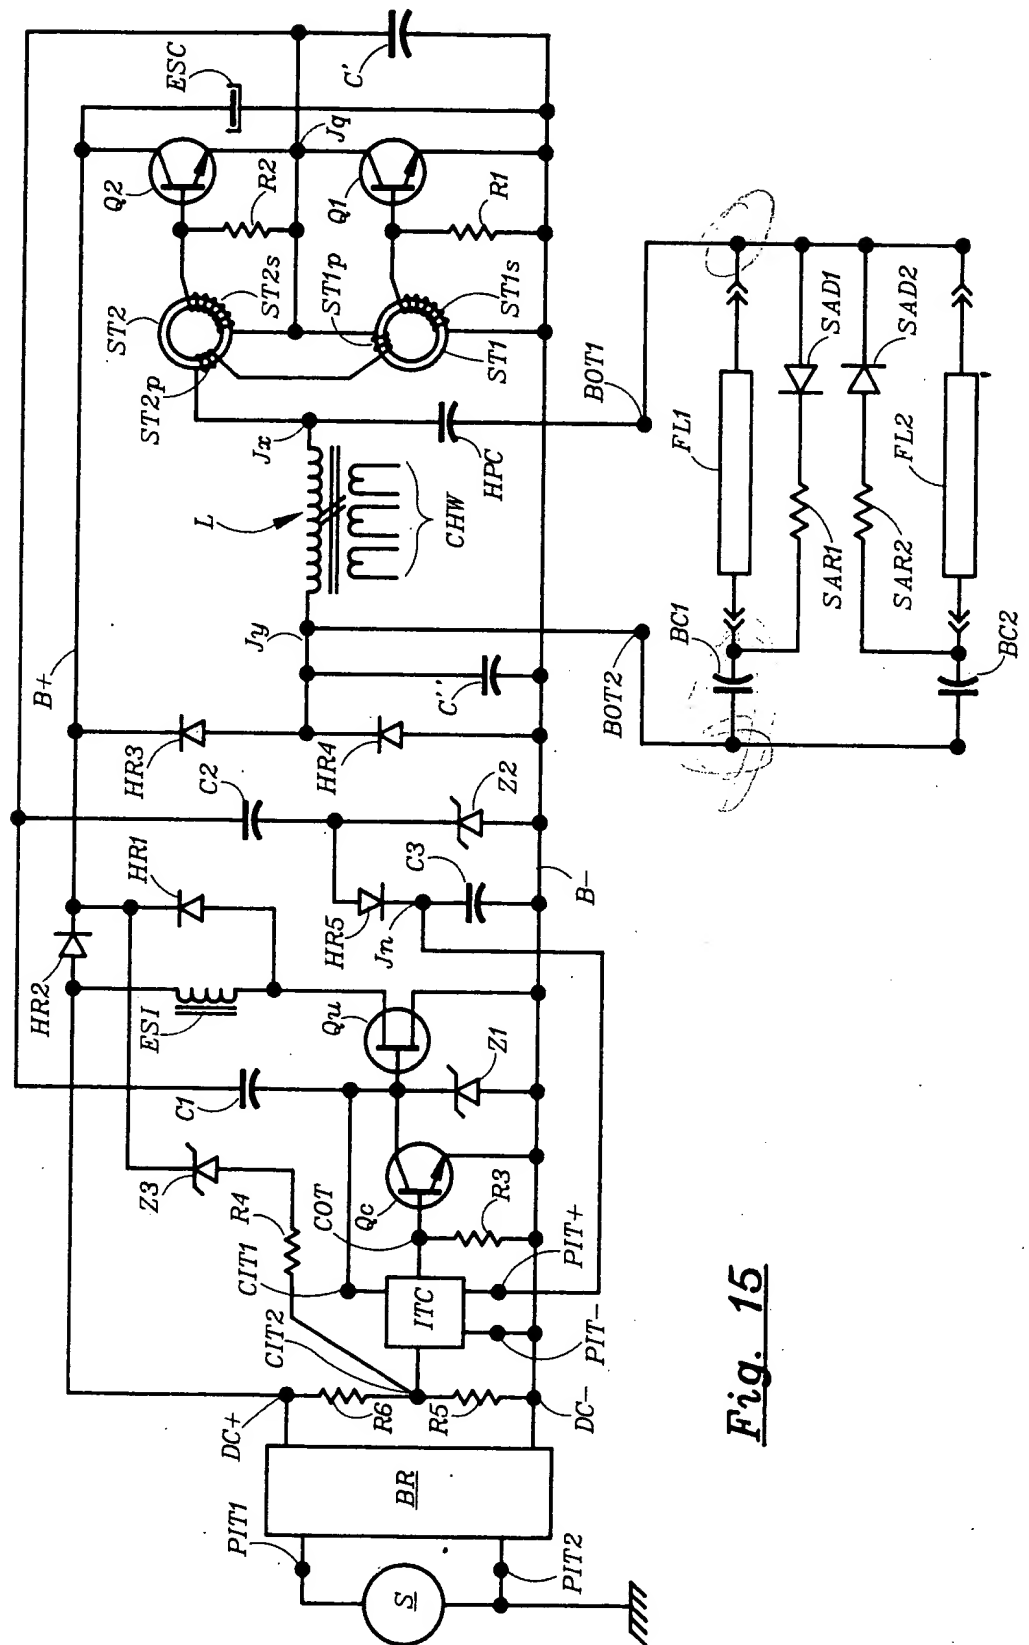 S
PIT1
PIT2
BR
DC+
DC-
R6
R5
CIT2
CIT1
ITC
PIT-
PIT+
COT
R4
Z3
Qc
R3
C1
Z1
Qu
ESI
HR2
HR1
HR5
Jn
C3
B-
C2
Z2
HR3
HR4
B+
Jy
C''
L
CHW
Jx
HPC
ST2p
ST2
ST2s
ST1p
ST1s
ST1
Q2
R2
Q1
R1
Jq
ESC
C'
BOT2
BOT1
BC1
FL1
SAR1
SAD1
SAR2
SAD2
FL2
BC2
Fig. 15